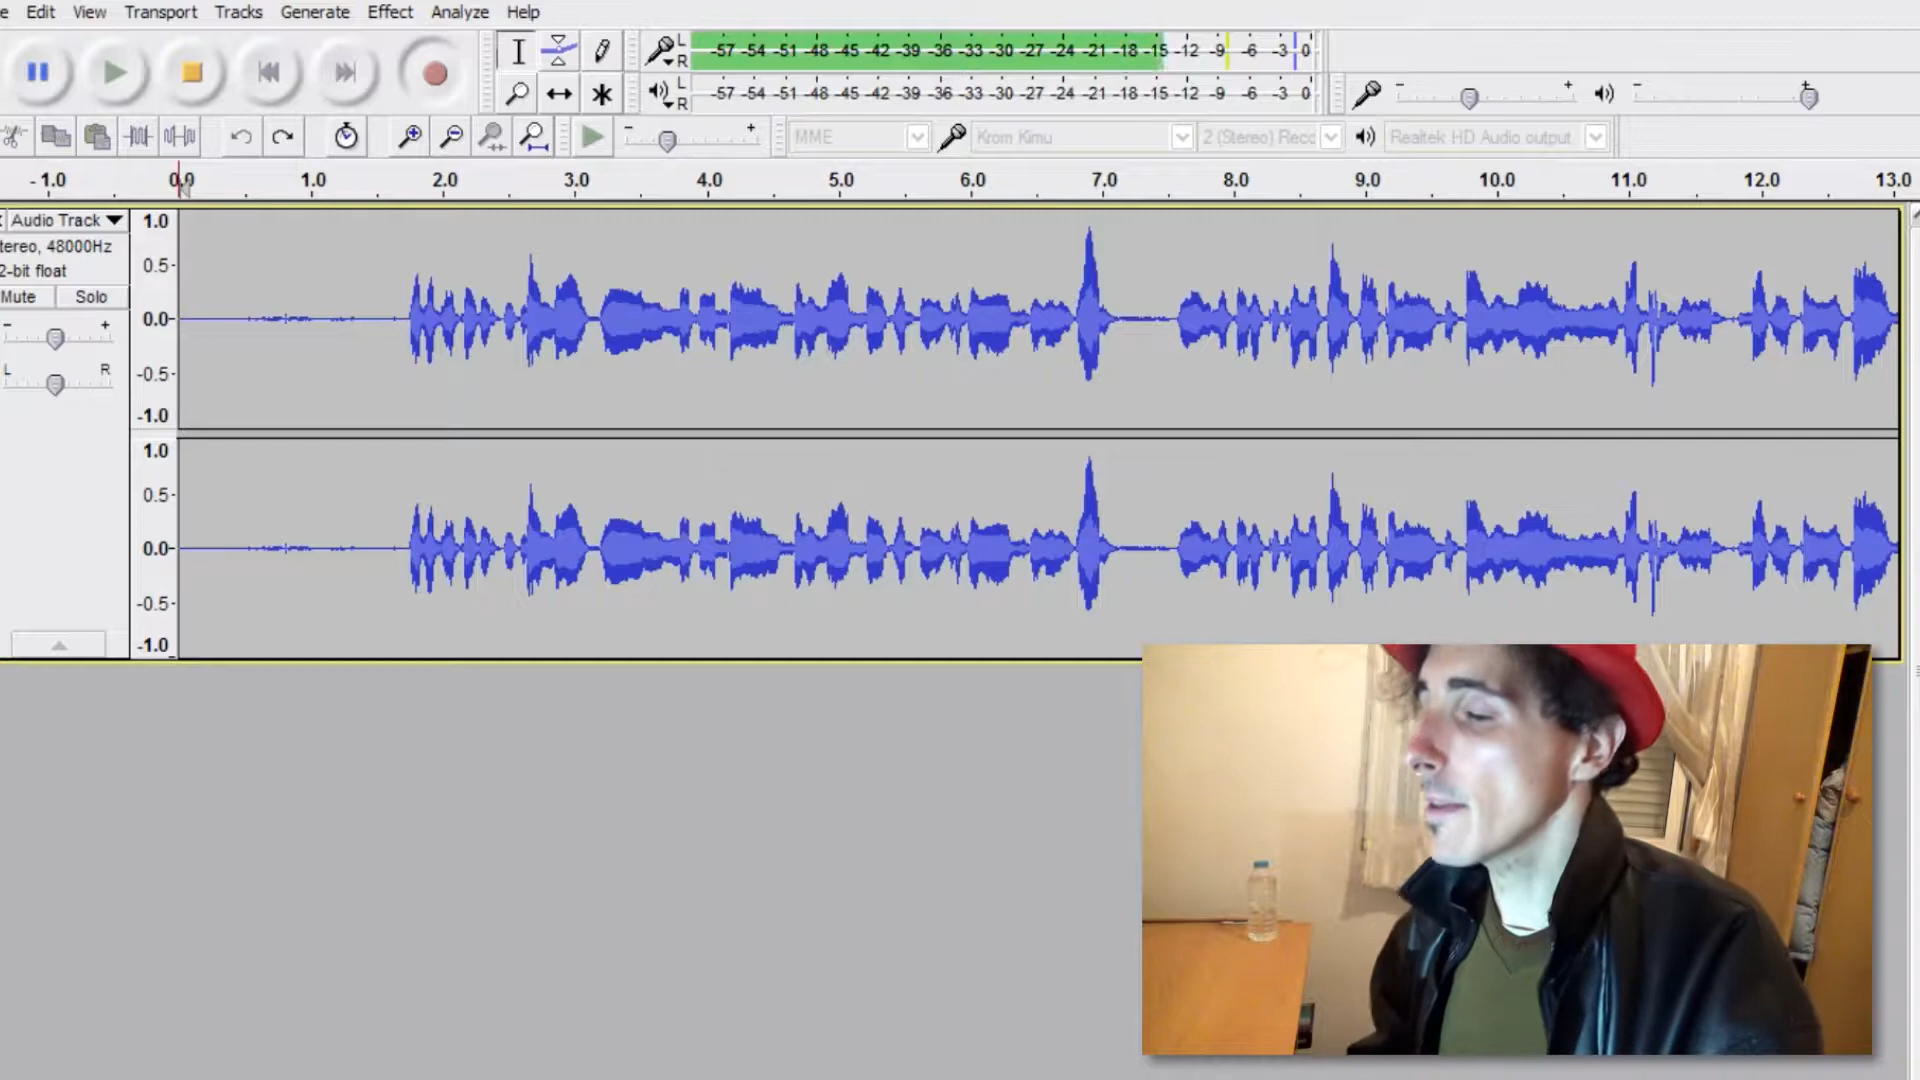 e Edit View Transport Tracks Generate Effect Analyze Help
L R -57 -54 -51 -48 -45 -42 -39 -36 -33 -30 -27 -24 -21 -18 -15 -12 -9 -6 -3 0
L R -57 -54 -51 -48 -45 -42 -39 -36 -33 -30 -27 -24 -21 -18 -15 -12 -9 -6 -3 0
- + - +
- + MME Krom Kimu 2 (Stereo) Recc Realtek HD Audio output
- 1.0 0.0 1.0 2.0 3.0 4.0 5.0 6.0 7.0 8.0 9.0 10.0 11.0 12.0 13.0
Audio Track 1.0
tereo, 48000Hz
2-bit float 0.5-
Mute Solo
- + 0.0-
L R -0.5-
-1.0
1.0
0.5-
0.0-
-0.5-
-1.0